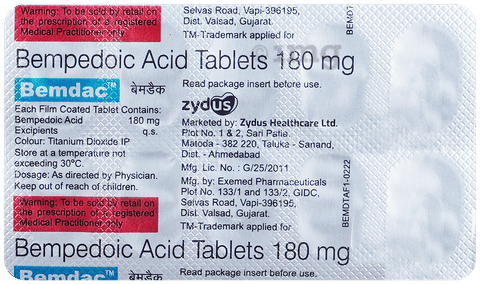 Warning: To be sold by retail on
the prescription of a registered
Medical Practitioner only
Selvas Road, Vapi-396195,
Dist. Valsad, Gujarat.
TM-Trademark applied for
Bempedoic Acid Tablets 180 mg
Bemdac™ बेमडैक
Each Film Coated Tablet Contains:
Bempedoic Acid 180 mg
Excipients q.s.
Colour: Titanium Dioxide IP
Store at a temperature not
exceeding 30°C.
Dosage: As directed by Physician.
Keep out of reach of children.
Read package insert before use.
zydus
Marketed by: Zydus Healthcare Ltd.
Plot No. 1 & 2, Sari Patia,
Matoda - 382 220, Taluka - Sanand,
Dist. - Ahmedabad
Mfg. Lic. No. : G/25/2011
Mfg. by: Exemed Pharmaceuticals
Plot No. 133/1 and 133/2, GIDC,
Selvas Road, Vapi-396195,
Dist. Valsad, Gujarat.
TM-Trademark applied for
BEMDT
BEMDTAF1-0222
Warning: To be sold by retail on
the prescription of a registered
Medical Practitioner only
Bempedoic Acid Tablets 180 mg
Bemdac™ बेमडैक
Read package insert before use.